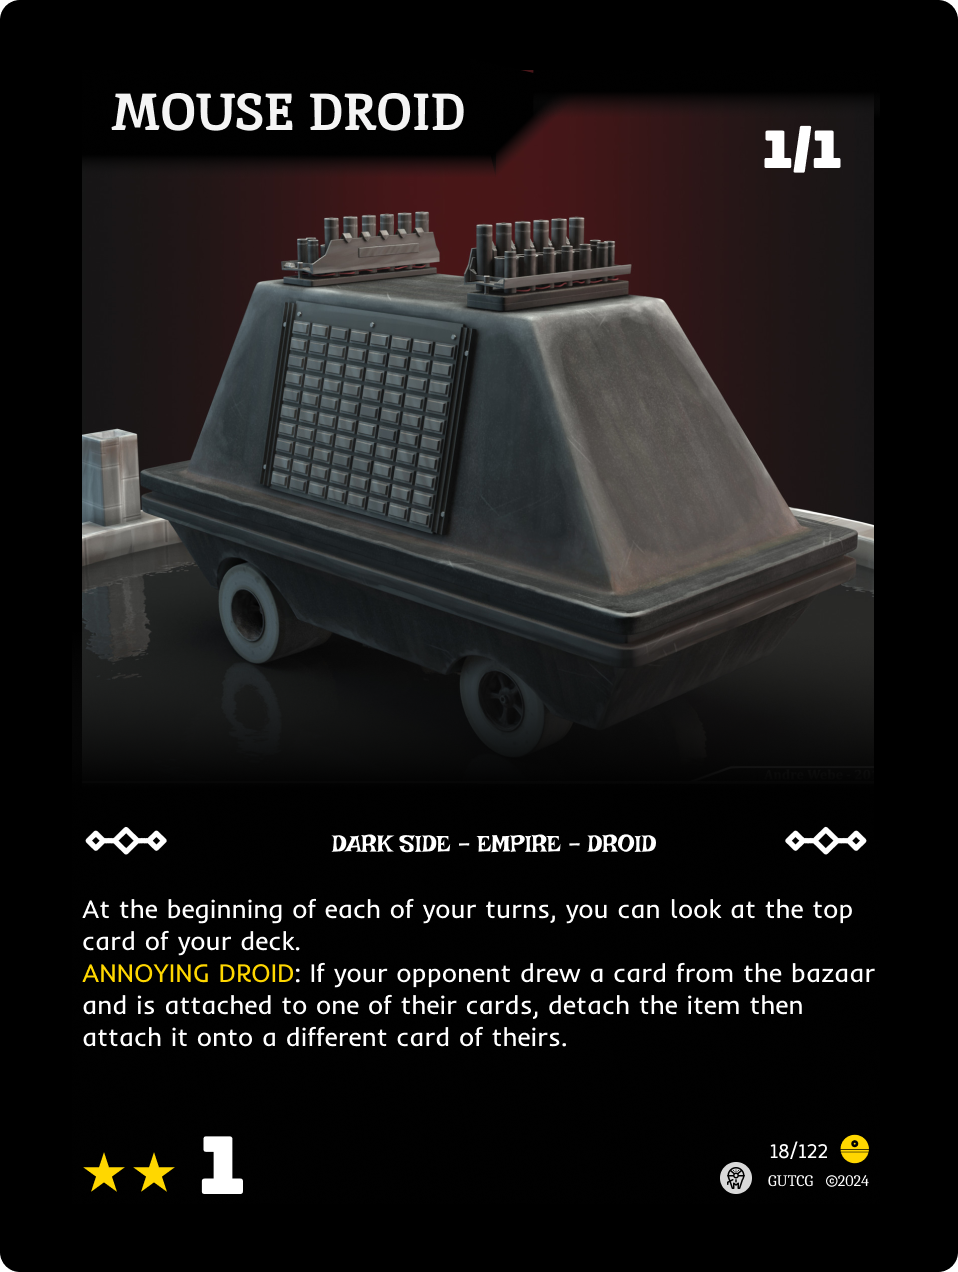 MOUSE DROID
1/1
DARK SIDE – EMPIRE – DROID
At the beginning of each of your turns, you can look at the top
card of your deck.
ANNOYING DROID: If your opponent drew a card from the bazaar
and is attached to one of their cards, detach the item then
attach it onto a different card of theirs.
1
18/122
GUTCG ©2024